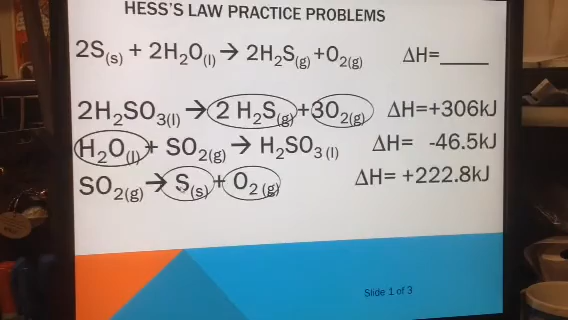 HESS'S LAW PRACTICE PROBLEMS
2S(s) + 2H₂O(l) → 2H₂S(g) + O₂(g) ΔH=_____
2H₂SO₃(l) → 2 H₂S(g) + 3O₂(g) ΔH=+306kJ
H₂O(l) + SO₂(g) → H₂SO₃(l) ΔH= -46.5kJ
SO₂(g) → S(s) + O₂(g) ΔH= +222.8kJ
Slide 1 of 3